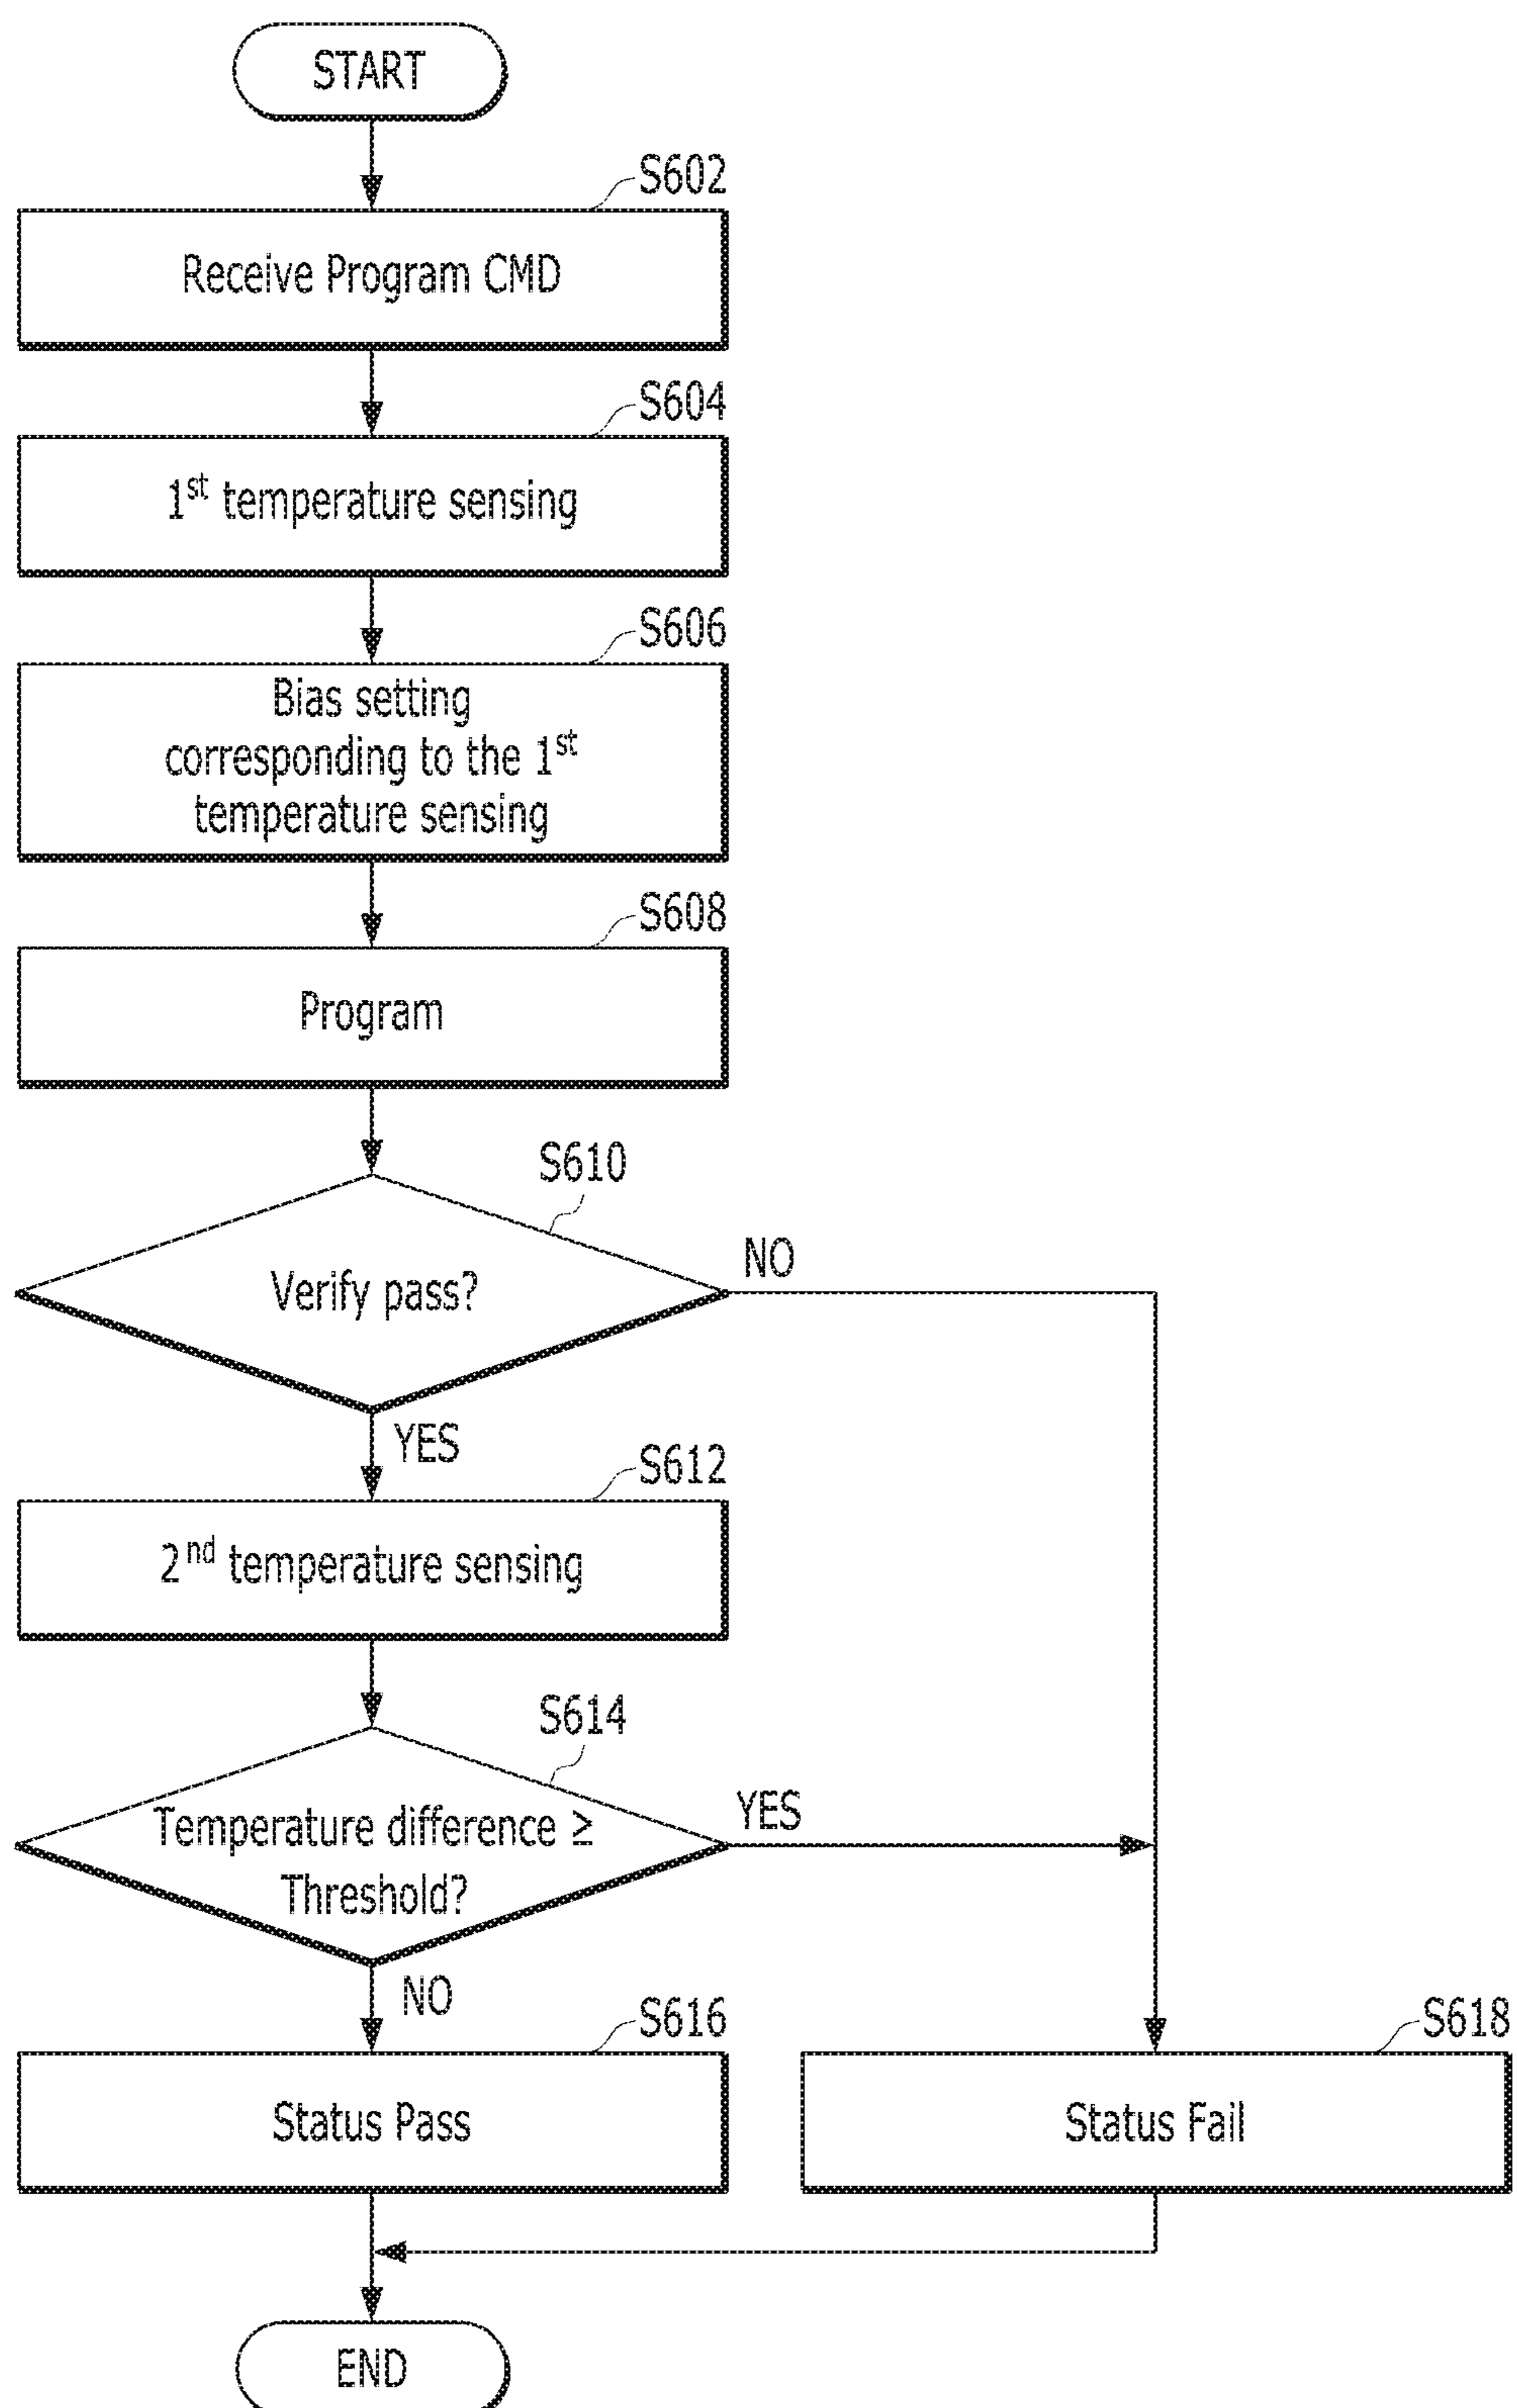 START
S602
Receive Program CMD
S604
1st temperature sensing
S606
Bias setting
corresponding to the 1st
temperature sensing
S608
Program
S610
Verify pass?
NO
YES
S612
2nd temperature sensing
S614
Temperature difference ≥
Threshold?
YES
NO
S616
Status Pass
S618
Status Fail
END